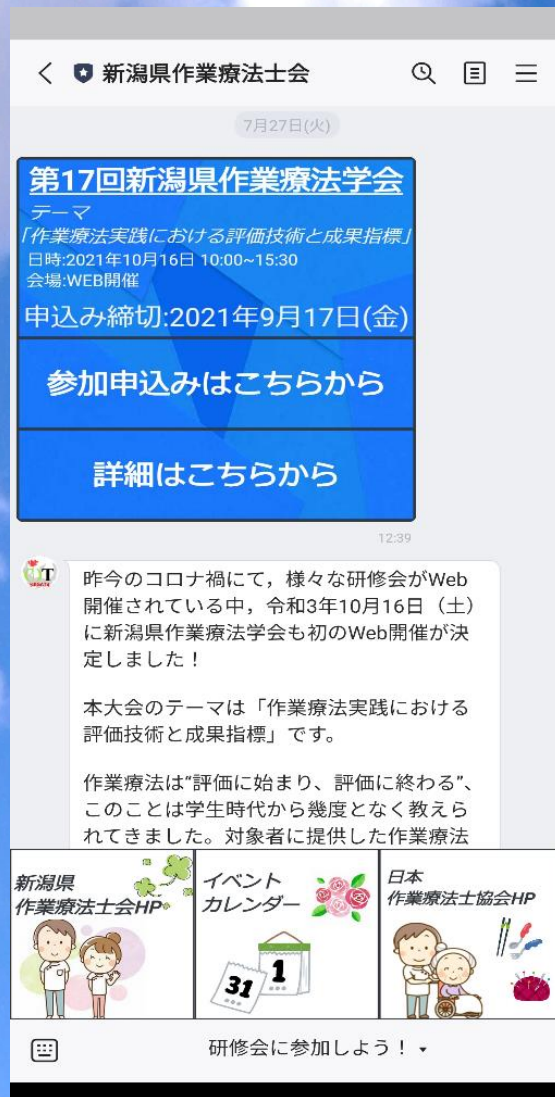 新潟県作業療法士会
7月27日(火)
第17回新潟県作業療法学会
テーマ
「作業療法実践における評価技術と成果指標」
日時:2021年10月16日 10:00~15:30
会場:WEB開催
申込み締切:2021年9月17日(金)
参加申込みはこちらから
詳細はこちらから
12:39
昨今のコロナ禍にて，様々な研修会がWeb
開催されている中，令和3年10月16日（土）
に新潟県作業療法学会も初のWeb開催が決
定しました！
本大会のテーマは「作業療法実践における
評価技術と成果指標」です。
作業療法は“評価に始まり、評価に終わる”、
このことは学生時代から幾度となく教えら
れてきました。対象者に提供した作業療法
新潟県
作業療法士会HP
イベント
カレンダー
31
1
日本
作業療法士協会HP
研修会に参加しよう！